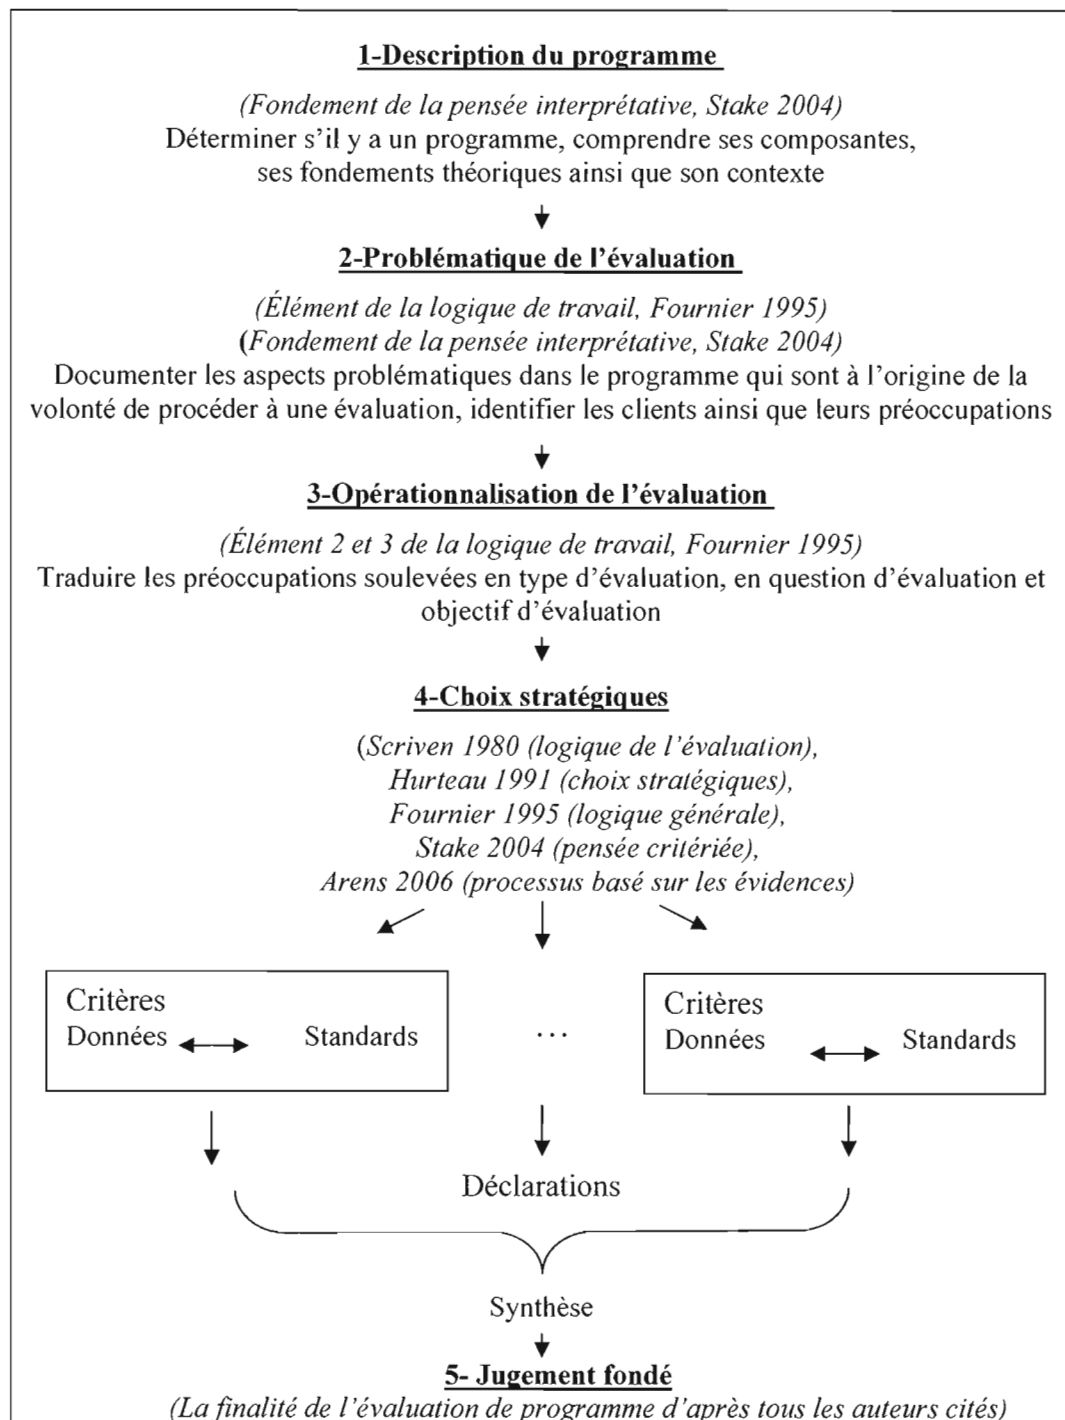 1-Description du programme
(Fondement de la pensée interprétative, Stake 2004)
Déterminer s'il y a un programme, comprendre ses composantes,
ses fondements théoriques ainsi que son contexte
2-Problématique de l'évaluation
(Élément de la logique de travail, Fournier 1995)
(Fondement de la pensée interprétative, Stake 2004)
Documenter les aspects problématiques dans le programme qui sont à l'origine de la
volonté de procéder à une évaluation, identifier les clients ainsi que leurs préoccupations
3-Opérationnalisation de l'évaluation
(Élément 2 et 3 de la logique de travail, Fournier 1995)
Traduire les préoccupations soulevées en type d'évaluation, en question d'évaluation et
objectif d'évaluation
4-Choix stratégiques
(Scriven 1980 (logique de l'évaluation),
Hurteau 1991 (choix stratégiques),
Fournier 1995 (logique générale),
Stake 2004 (pensée critériée),
Arens 2006 (processus basé sur les évidences)
Critères
Données Standards
...
Critères
Données Standards
Déclarations
Synthèse
5- Jugement fondé
(La finalité de l'évaluation de programme d'après tous les auteurs cités)